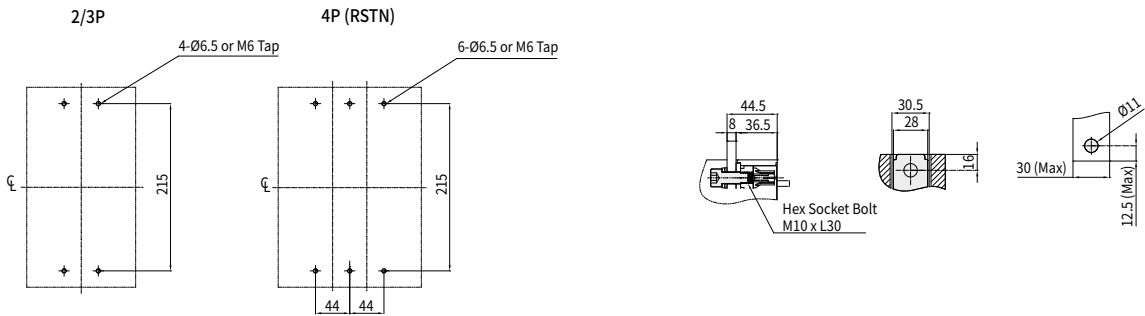 2/3P
4-Ø6.5 or M6 Tap
215
℄
4P (RSTN)
6-Ø6.5 or M6 Tap
215
℄
44
44
44.5
8
36.5
Hex Socket Bolt
M10 x L30
30.5
28
16
Ø11
30 (Max)
12.5 (Max)